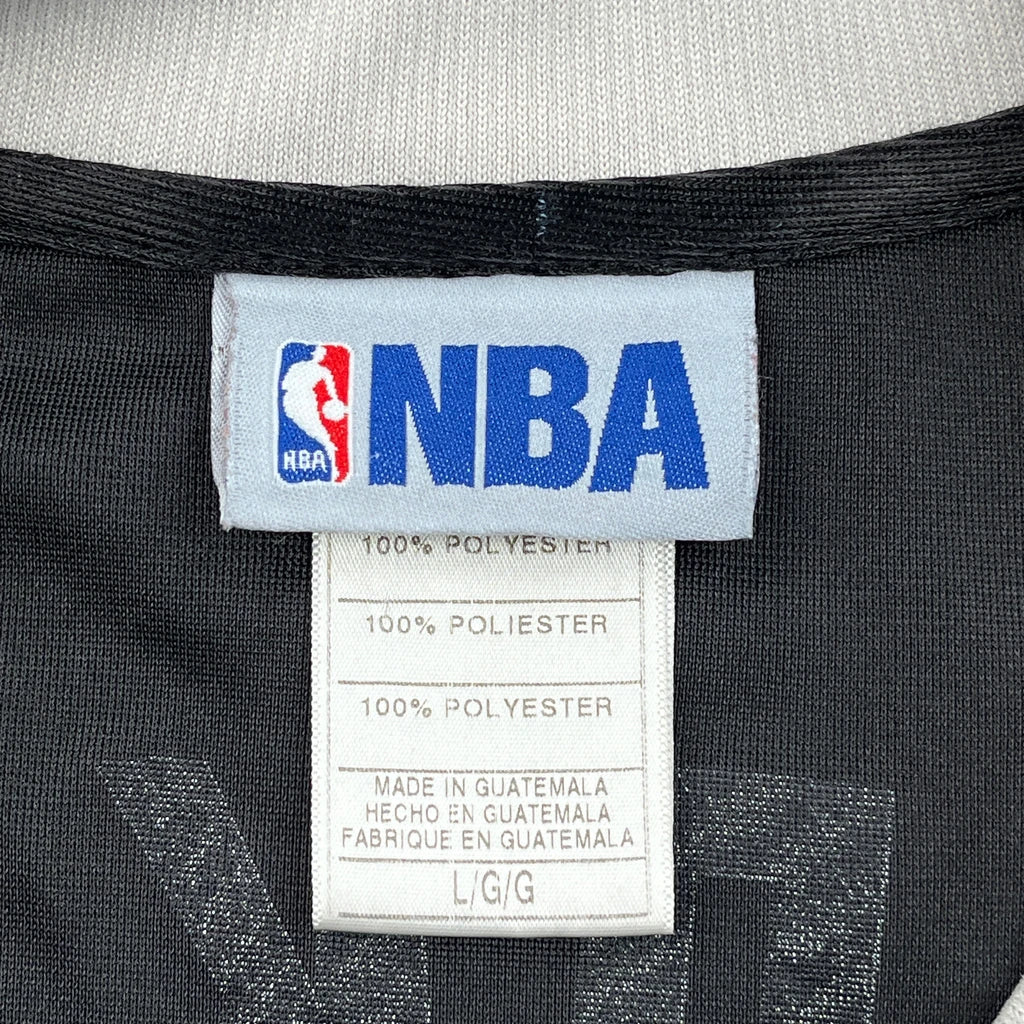 NBA NBA
100% POLYESTER
100% POLIESTER
100% POLYESTER
MADE IN GUATEMALA
HECHO EN GUATEMALA
FABRIQUE EN GUATEMALA
L/G/G